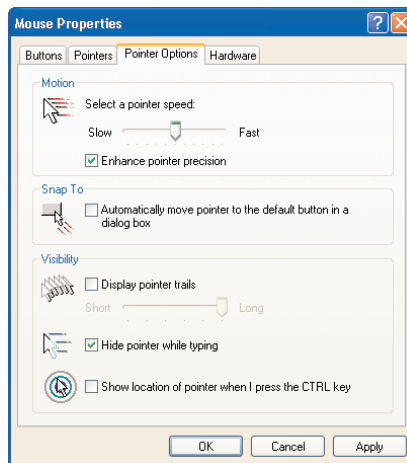 Mouse Properties
Buttons Pointers Pointer Options Hardware
Motion
Select a pointer speed:
Slow Fast
Enhance pointer precision
Snap To
Automatically move pointer to the default button in a
dialog box
Visibility
Display pointer trails
Short Long
Hide pointer while typing
Show location of pointer when I press the CTRL key
OK Cancel Apply